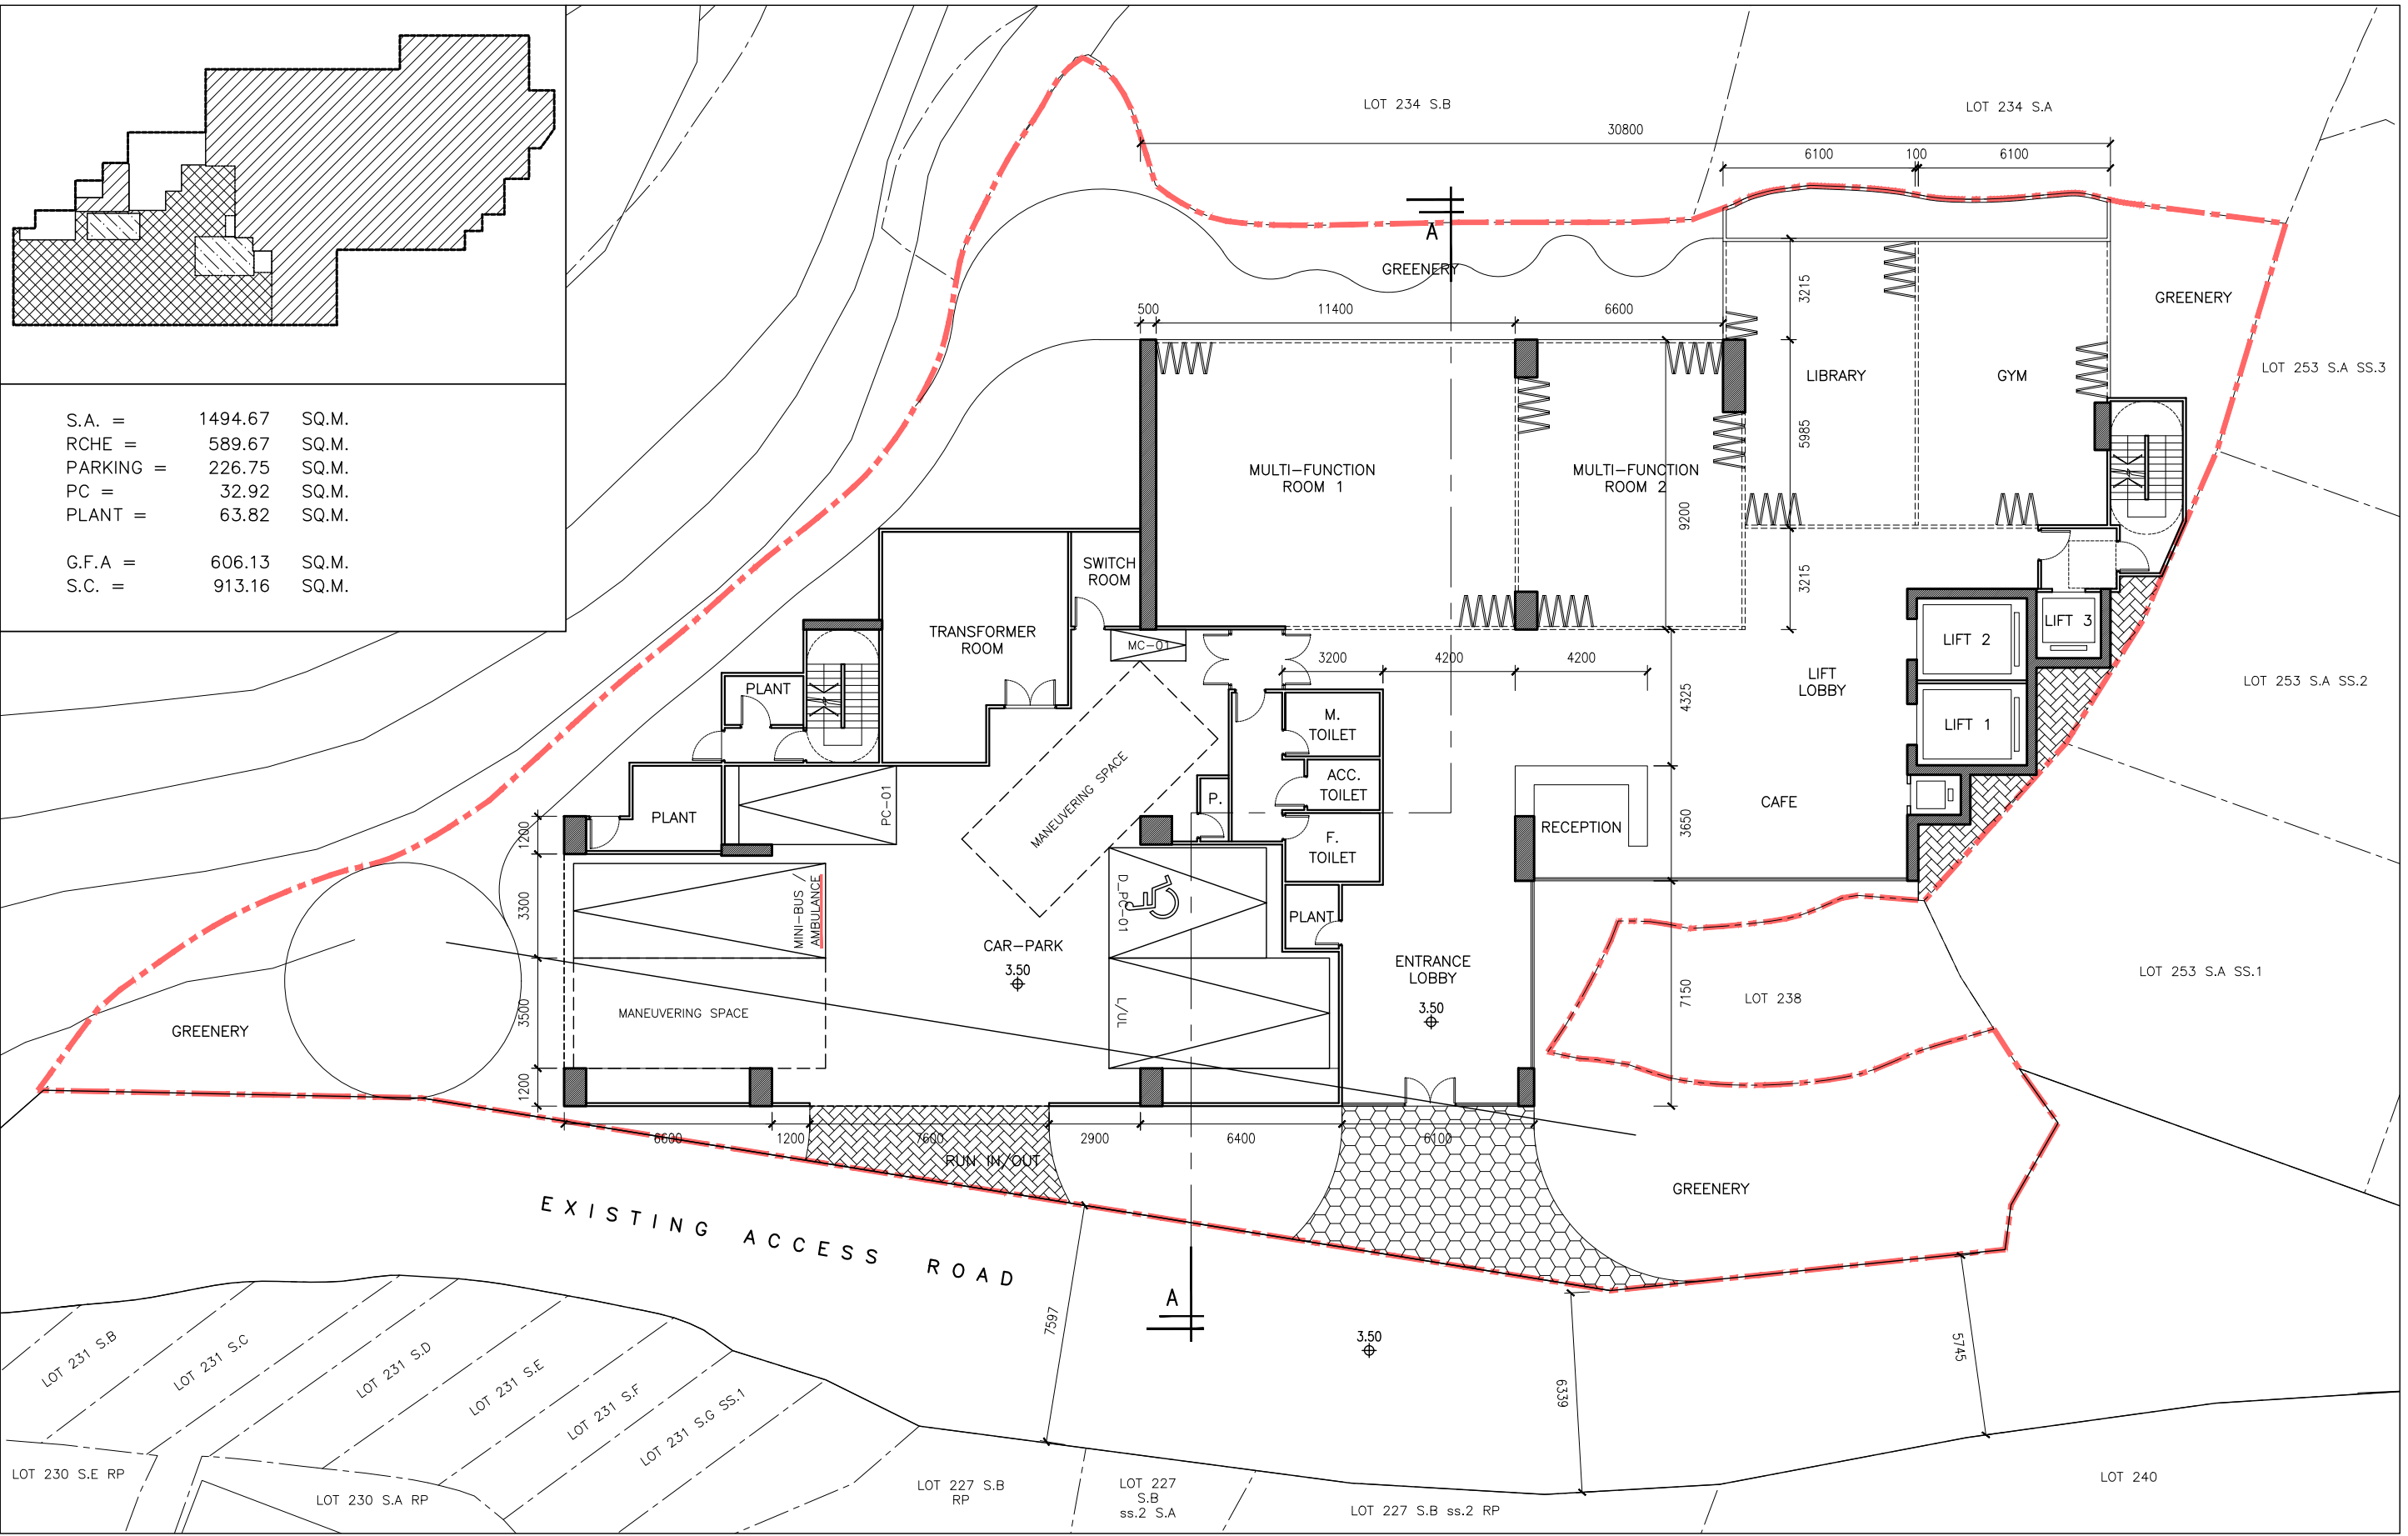 LOT 234 S.B
LOT 234 S.A
30800
6100
100
6100
A
GREENERY
GREENERY
3215
500
11400
6600
LOT 253 S.A SS.3
LIBRARY
GYM
S.A. = 1494.67 SQ.M.
RCHE = 589.67 SQ.M.
PARKING = 226.75 SQ.M.
PC = 32.92 SQ.M.
PLANT = 63.82 SQ.M.
G.F.A = 606.13 SQ.M.
S.C. = 913.16 SQ.M.
5985
MULTI-FUNCTION
ROOM 1
MULTI-FUNCTION
ROOM 2
9200
SWITCH
ROOM
3215
TRANSFORMER
ROOM
MC-01
3200
4200
4200
LIFT 2
LIFT 3
LIFT
LOBBY
LOT 253 S.A SS.2
PLANT
4325
M.
TOILET
LIFT 1
MANEUVERING SPACE
ACC.
TOILET
P.
PC-01
PLANT
CAFE
RECEPTION
3650
F.
TOILET
1200
3300
MINI-BUS /
AMBULANCE
D_PC-01
PLANT
CAR-PARK
3.50
ENTRANCE
LOBBY
3.50
LOT 253 S.A SS.1
LOT 238
7150
3500
MANEUVERING SPACE
L/UL
GREENERY
1200
6600
1200
7600
2900
6400
6100
RUN IN/OUT
GREENERY
EXISTING ACCESS ROAD
A
7597
3.50
6339
5745
LOT 231 S.B
LOT 231 S.C
LOT 231 S.D
LOT 231 S.E
LOT 231 S.F
LOT 231 S.G SS.1
LOT 230 S.E RP
LOT 230 S.A RP
LOT 227 S.B
RP
LOT 227
S.B
ss.2 S.A
LOT 227 S.B ss.2 RP
LOT 240